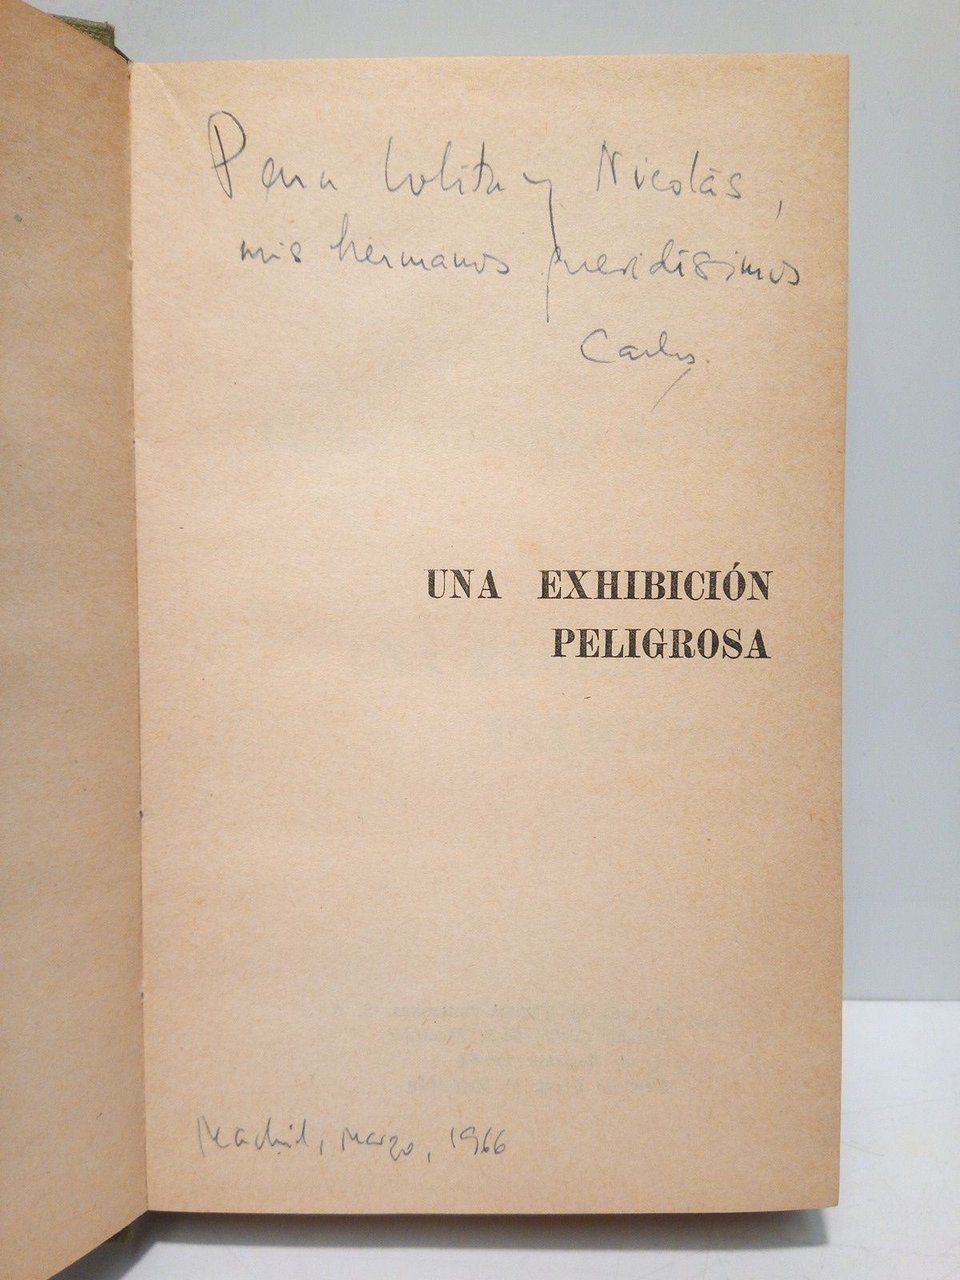 Para Lolita y Nicolás,
mis hermanos queridísimos
Carlos.
UNA EXHIBICIÓN
PELIGROSA
Madrid, marzo, 1966